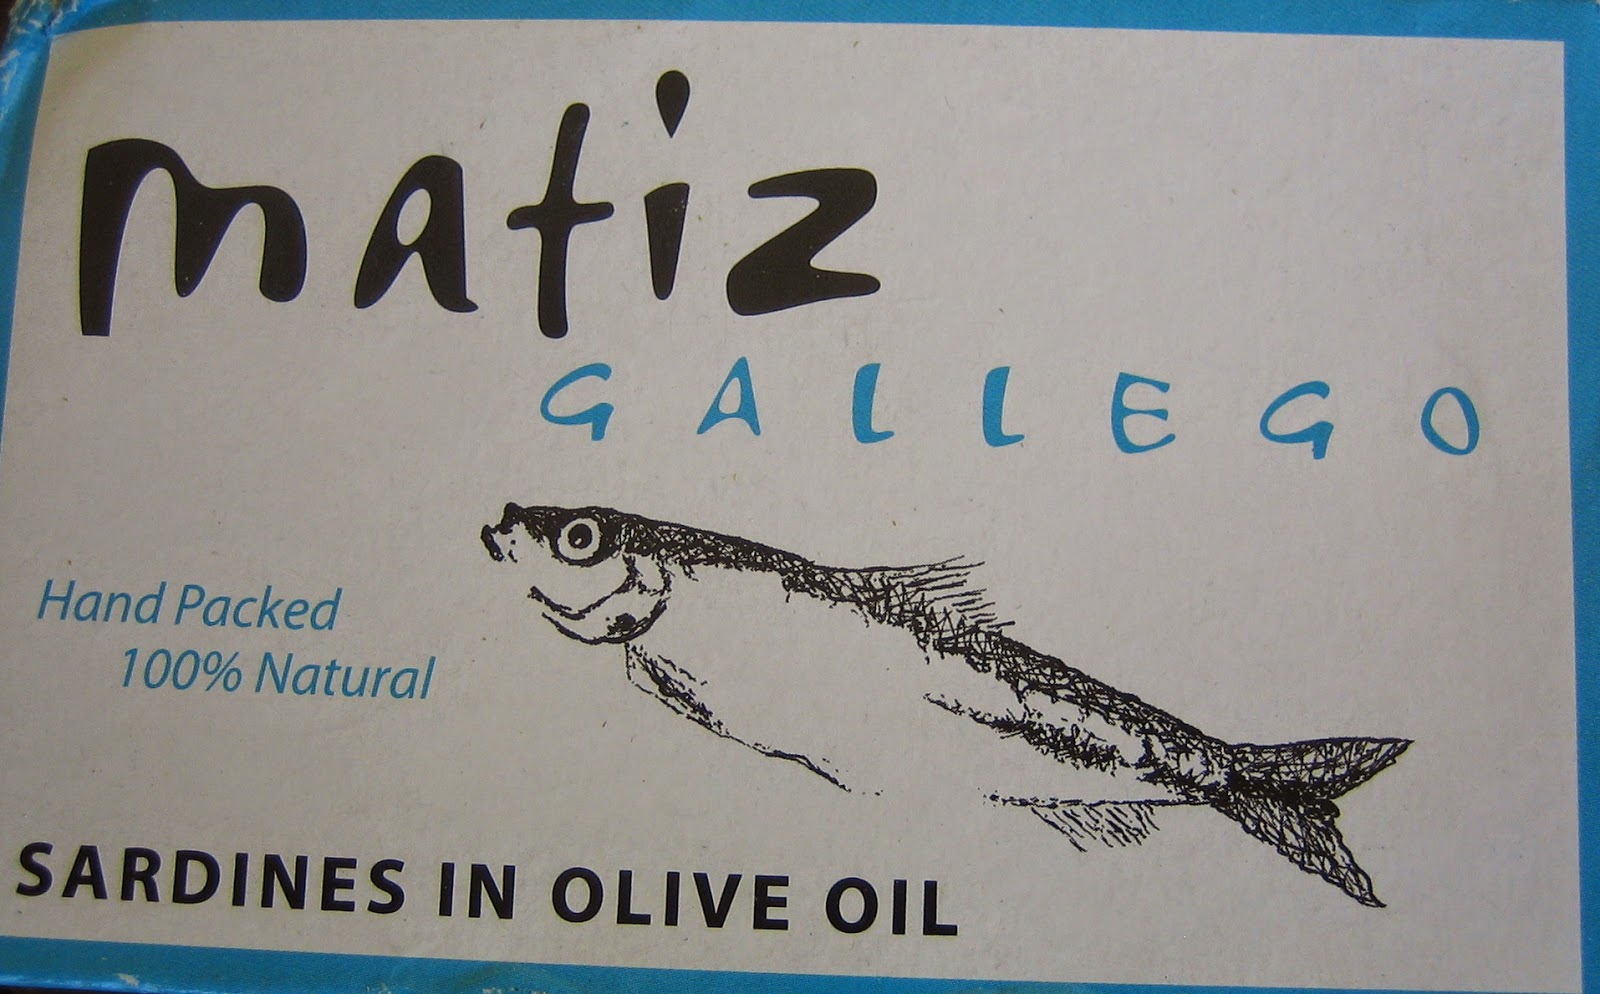 matiz
GALLEGO
Hand Packed
100% Natural
SARDINES IN OLIVE OIL